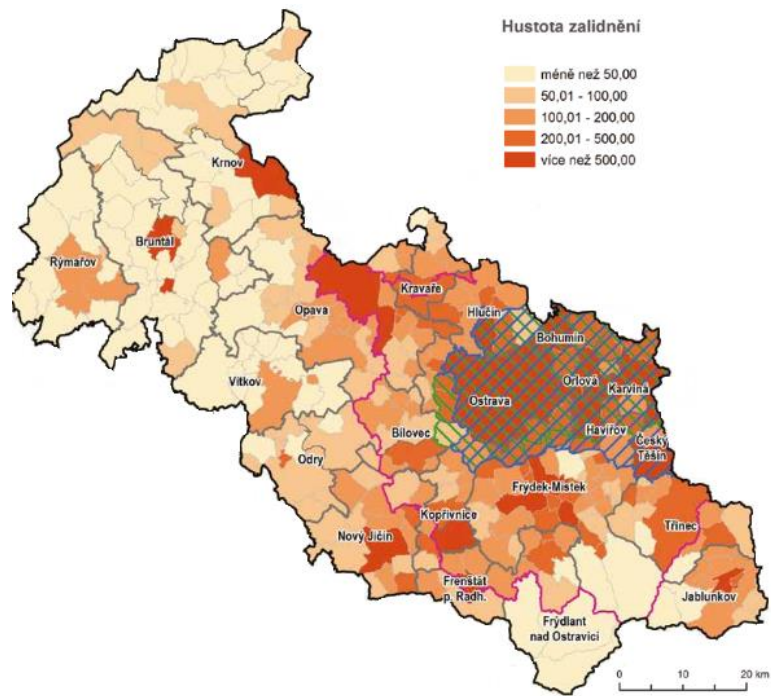 Hustota zalidnění
méně než 50,00
50,01 - 100,00
100,01 - 200,00
200,01 - 500,00
více než 500,00
Krnov
Bruntál
Rýmařov
Opava
Kravaře
Hlučín
Bohumín
Vítkov
Ostrava
Orlová
Karviná
Bílovec
Havířov
Český
Těšín
Odry
Frýdek-Místek
Kopřivnice
Nový Jičín
Třinec
Frenštát
p. Radh.
Jablunkov
Frýdlant
nad Ostravicí
0 10 20 km